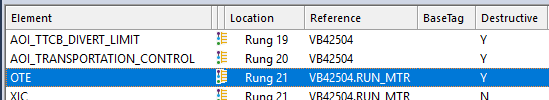 Element Location Reference BaseTag Destructive
AOI_TTCB_DIVERT_LIMIT Rung 19 VB42504 Y
AOI_TRANSPORTATION_CONTROL Rung 20 VB42504 Y
OTE Rung 21 VB42504.RUN_MTR Y
XIC Rung 21 VB42504.RUN_MTR N